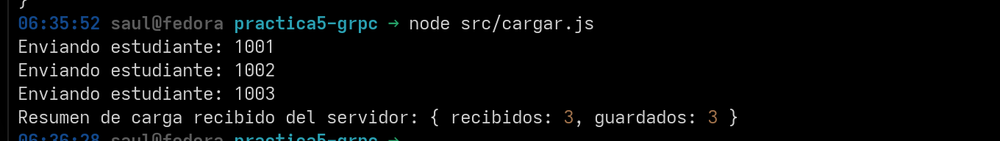 }
06:35:52 saul@fedora practica5-grpc → node src/cargar.js
Enviando estudiante: 1001
Enviando estudiante: 1002
Enviando estudiante: 1003
Resumen de carga recibido del servidor: { recibidos: 3, guardados: 3 }
06:36:28 saul@fedora practica5-grpc →